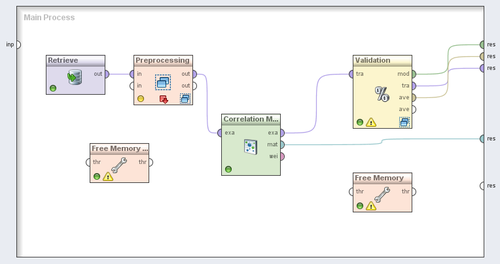 Main Process
inp
res
res
res
res
res
Retrieve
out
Preprocessing
in
in
out
out
Validation
tra
mod
tra
ave
ave
Correlation M...
exa
exa
mat
wei
Free Memory ...
thr
thr
Free Memory
thr
thr